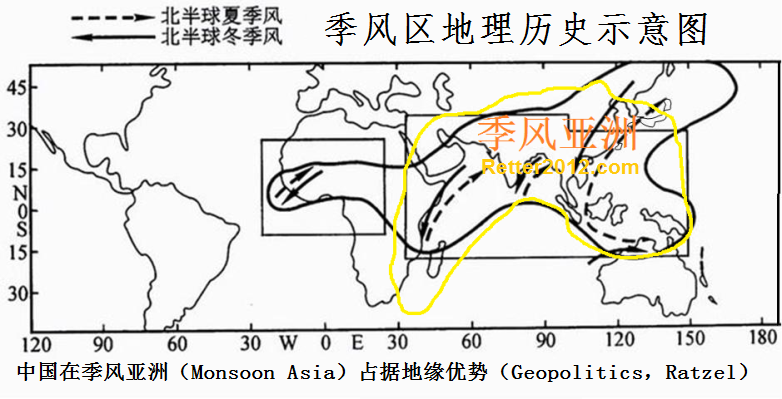 北半球夏季风
北半球冬季风
季风区地理历史示意图
季风亚洲
Retter2012.com
45
30
15
N
0
S
15
30
120 90 60 30 W 0 E 30 60 90 120 150 180
中国在季风亚洲（Monsoon Asia）占据地缘优势（Geopolitics，Ratzel）